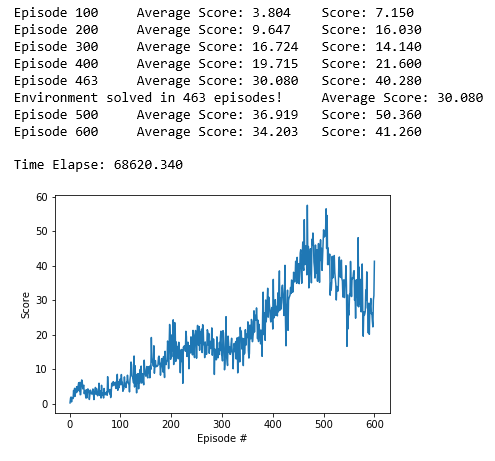 Episode 100 Average Score: 3.804 Score: 7.150
Episode 200 Average Score: 9.647 Score: 16.030
Episode 300 Average Score: 16.724 Score: 14.140
Episode 400 Average Score: 19.715 Score: 21.600
Episode 463 Average Score: 30.080 Score: 40.280
Environment solved in 463 episodes! Average Score: 30.080
Episode 500 Average Score: 36.919 Score: 50.360
Episode 600 Average Score: 34.203 Score: 41.260
Time Elapse: 68620.340
60
50
40
30
20
10
0
Score
0 100 200 300 400 500 600
Episode #